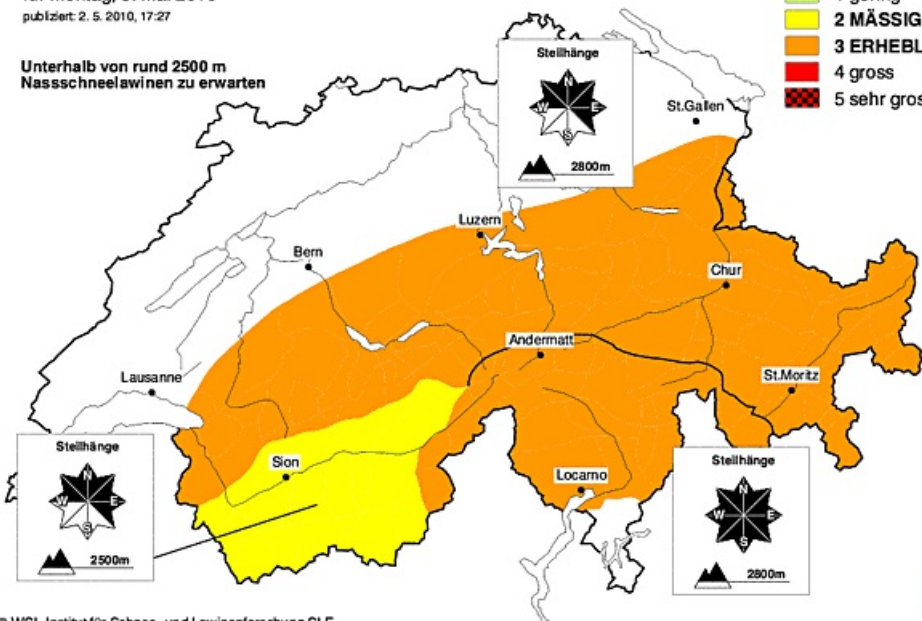 publiziert: 2. 5. 2010, 17:27
Unterhalb von rund 2500 m
Nassschneelawinen zu erwarten
2 MÄSSIG
3 ERHEBL
4 gross
5 sehr gros
Steilhänge
N
W E
S
2800m
St.Gallen
Luzern
Bern
Chur
Andermatt
Lausanne
St.Moritz
Sion
Locarno
Steilhänge
N
W E
S
2500m
Steilhänge
N
W E
S
2800m